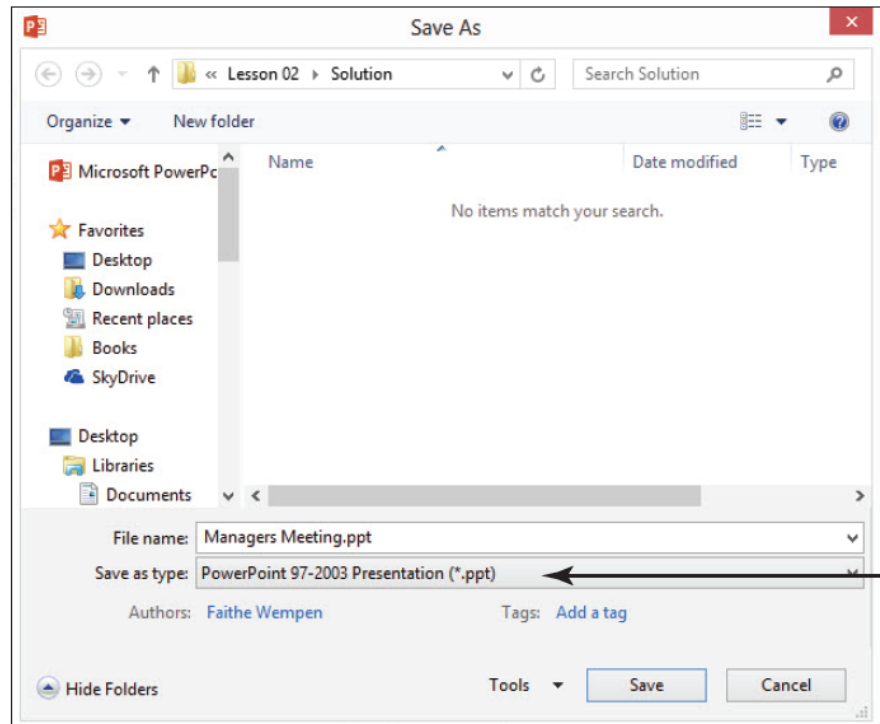 Save As
« Lesson 02 Solution
Search Solution
Organize
New folder
Microsoft PowerPc
Name
Date modified
Type
No items match your search.
Favorites
Desktop
Downloads
Recent places
Books
SkyDrive
Desktop
Libraries
Documents
File name: Managers Meeting.ppt
Save as type: PowerPoint 97-2003 Presentation (*.ppt)
Authors: Faithe Wempen Tags: Add a tag
Hide Folders Tools Save Cancel